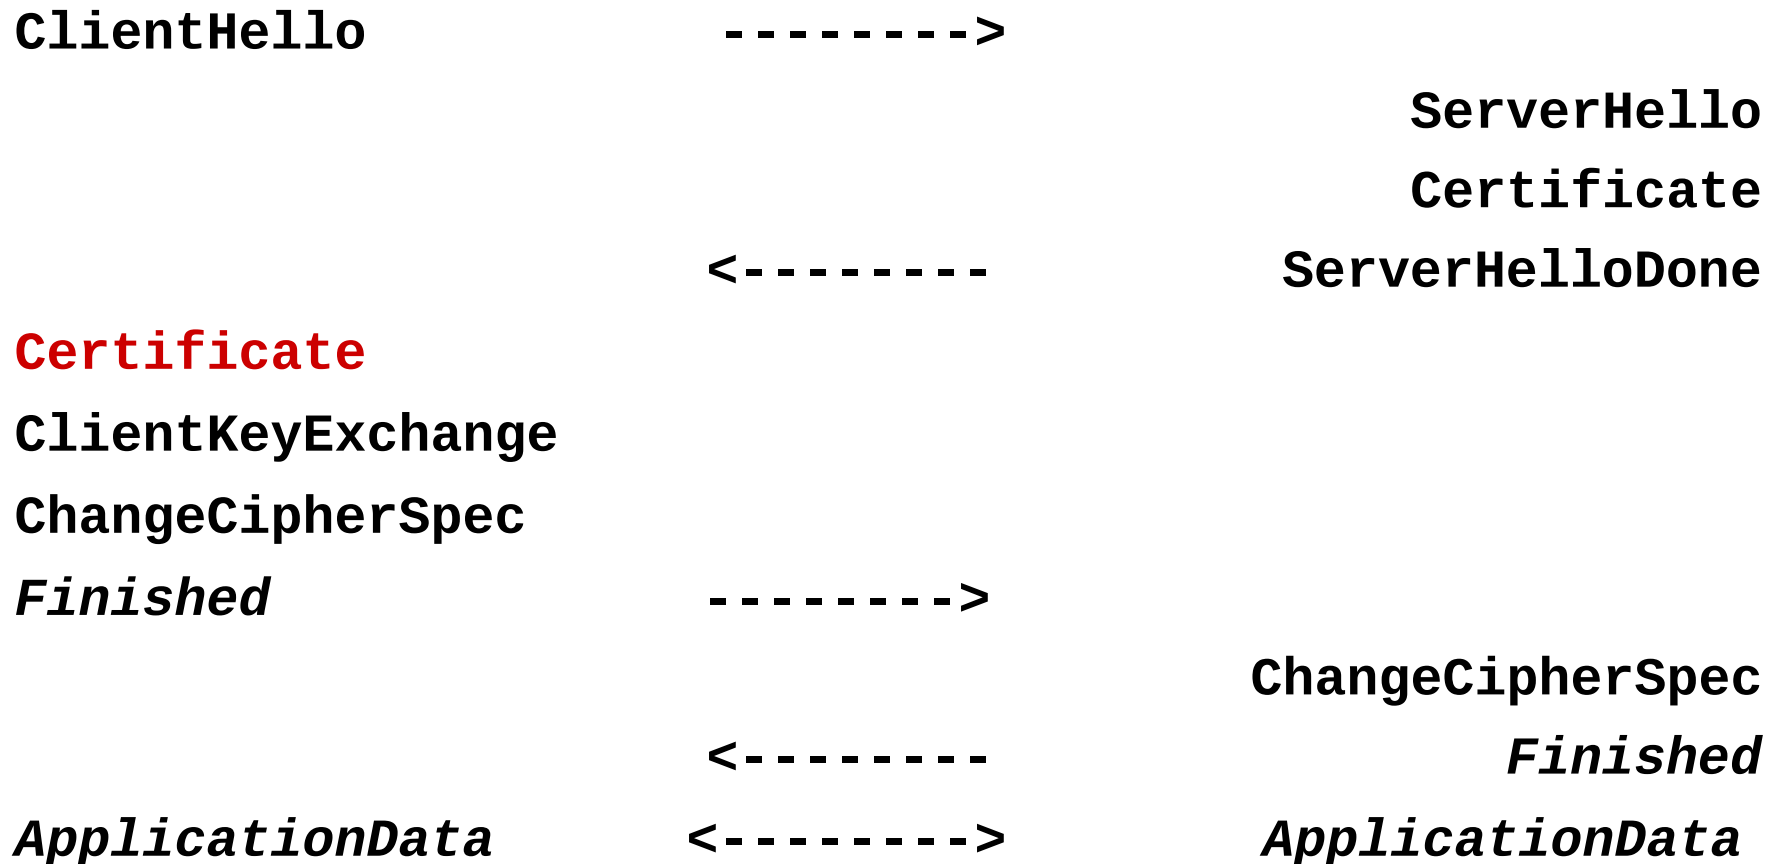 ClientHello -------->
ServerHello
Certificate
<-------- ServerHelloDone
Certificate
ClientKeyExchange
ChangeCipherSpec
Finished -------->
ChangeCipherSpec
<-------- Finished
ApplicationData <--------> ApplicationData